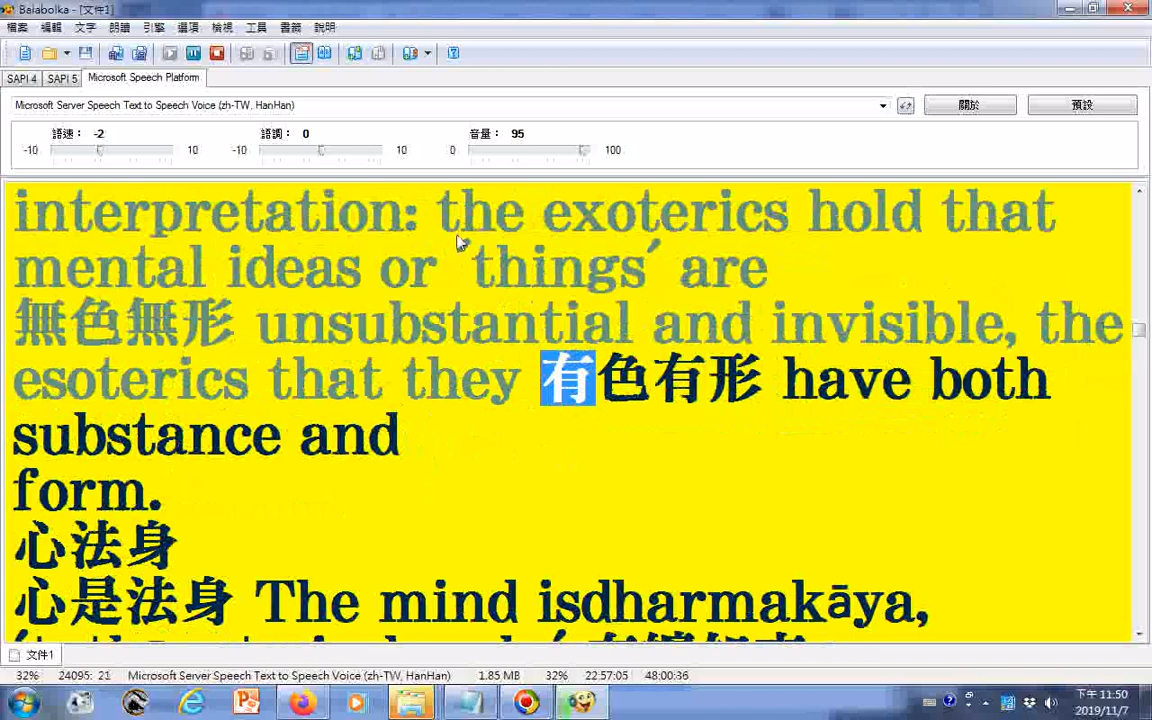 Balabolka - [文件1]
檔案 編輯 文字 朗讀 引擎 選項 檢視 工具 書籤 說明
SAPI 4 SAPI 5 Microsoft Speech Platform
Microsoft Server Speech Text to Speech Voice (zh-TW, HanHan) 關於 預設
語速： -2 語調： 0 音量： 95
-10 10 -10 10 0 100
interpretation: the exoterics hold that
mental ideas or ‵things′ are
無色無形 unsubstantial and invisible, the
esoterics that they 有色有形 have both
substance and
form.
心法身
心是法身 The mind isdharmakāya,
文件1
32% 24095: 21 Microsoft Server Speech Text to Speech Voice (zh-TW, HanHan) 1.85 MB 32% 22:57:05 48:00:36
下午 11:50
2019/11/7